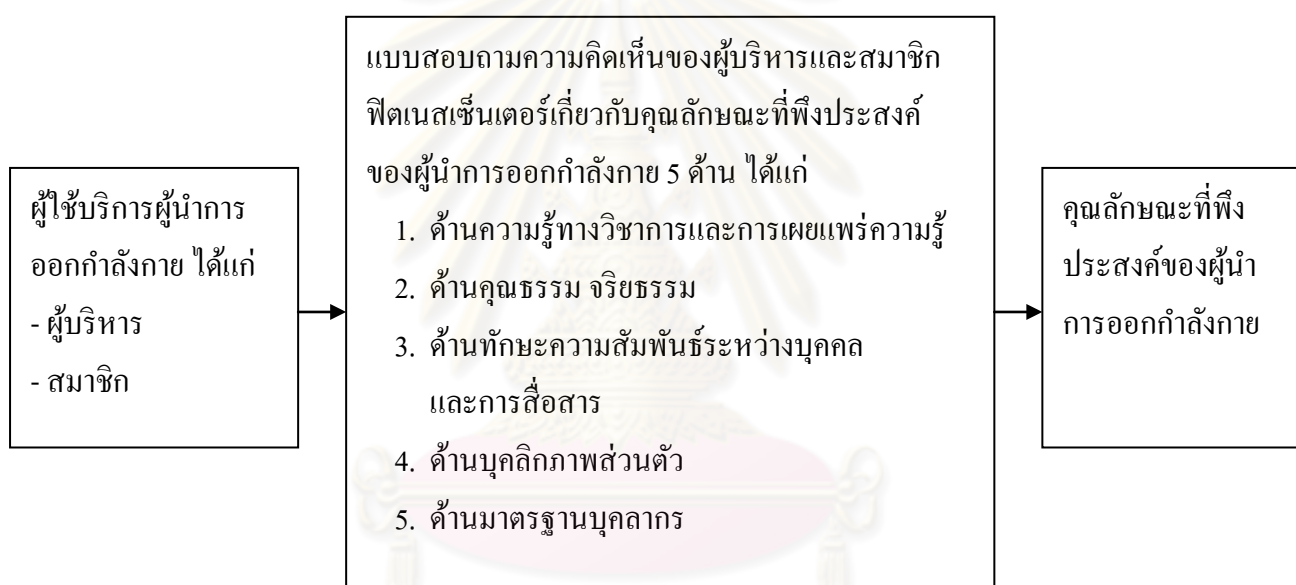 ผู้ใช้บริการผู้นำการ
ออกกำลังกาย ได้แก่
- ผู้บริหาร
- สมาชิก
แบบสอบถามความคิดเห็นของผู้บริหารและสมาชิก
ฟิตเนสเซ็นเตอร์เกี่ยวกับคุณลักษณะที่พึงประสงค์
ของผู้นำการออกกำลังกาย 5 ด้าน ได้แก่
1. ด้านความรู้ทางวิชาการและการเผยแพร่ความรู้
2. ด้านคุณธรรม จริยธรรม
3. ด้านทักษะความสัมพันธ์ระหว่างบุคคล
และการสื่อสาร
4. ด้านบุคลิกภาพส่วนตัว
5. ด้านมาตรฐานบุคลากร
คุณลักษณะที่พึง
ประสงค์ของผู้นำ
การออกกำลังกาย